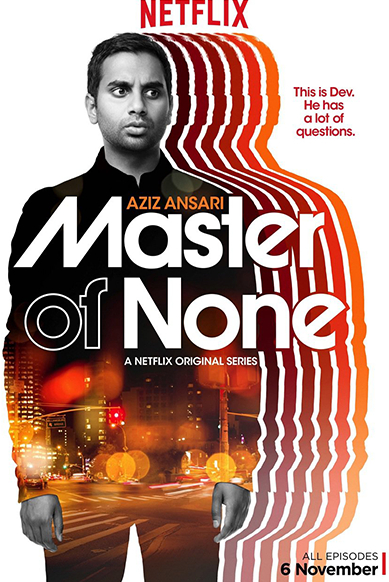 NETFLIX
This is Dev.
He has
a lot of
questions.
AZIZ ANSARI
Master
of None
A NETFLIX ORIGINAL SERIES
ALL EPISODES
6 November